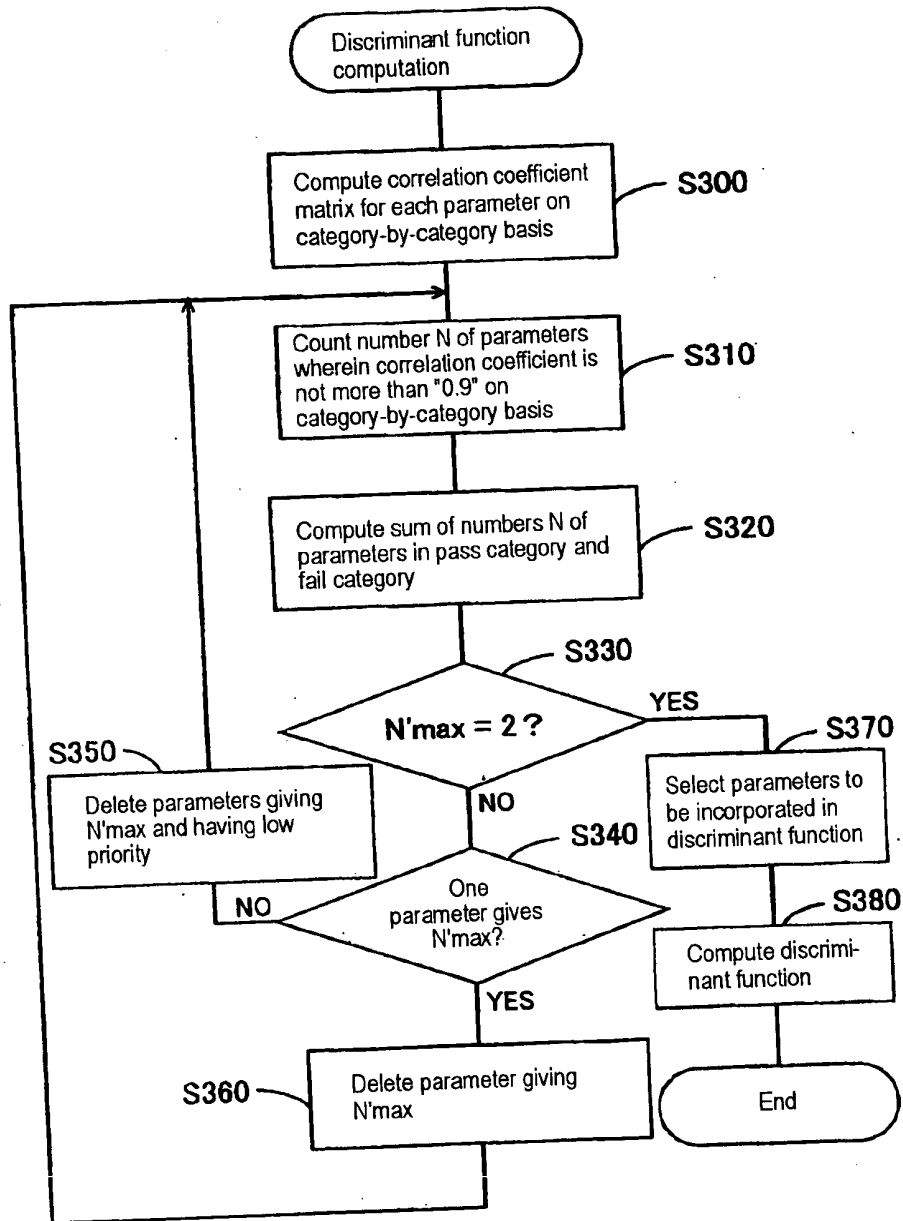 Discriminant function
computation
Compute correlation coefficient
matrix for each parameter on
category-by-category basis
S300
Count number N of parameters
wherein correlation coefficient is
not more than "0.9" on
category-by-category basis
S310
Compute sum of numbers N of
parameters in pass category and
fail category
S320
S330
N'max = 2 ?
YES
NO
S350
Delete parameters giving
N'max and having low
priority
S370
Select parameters to
be incorporated in
discriminant function
S340
One
parameter gives
N'max?
NO
YES
S380
Compute discrimi-
nant function
S360
Delete parameter giving
N'max
End